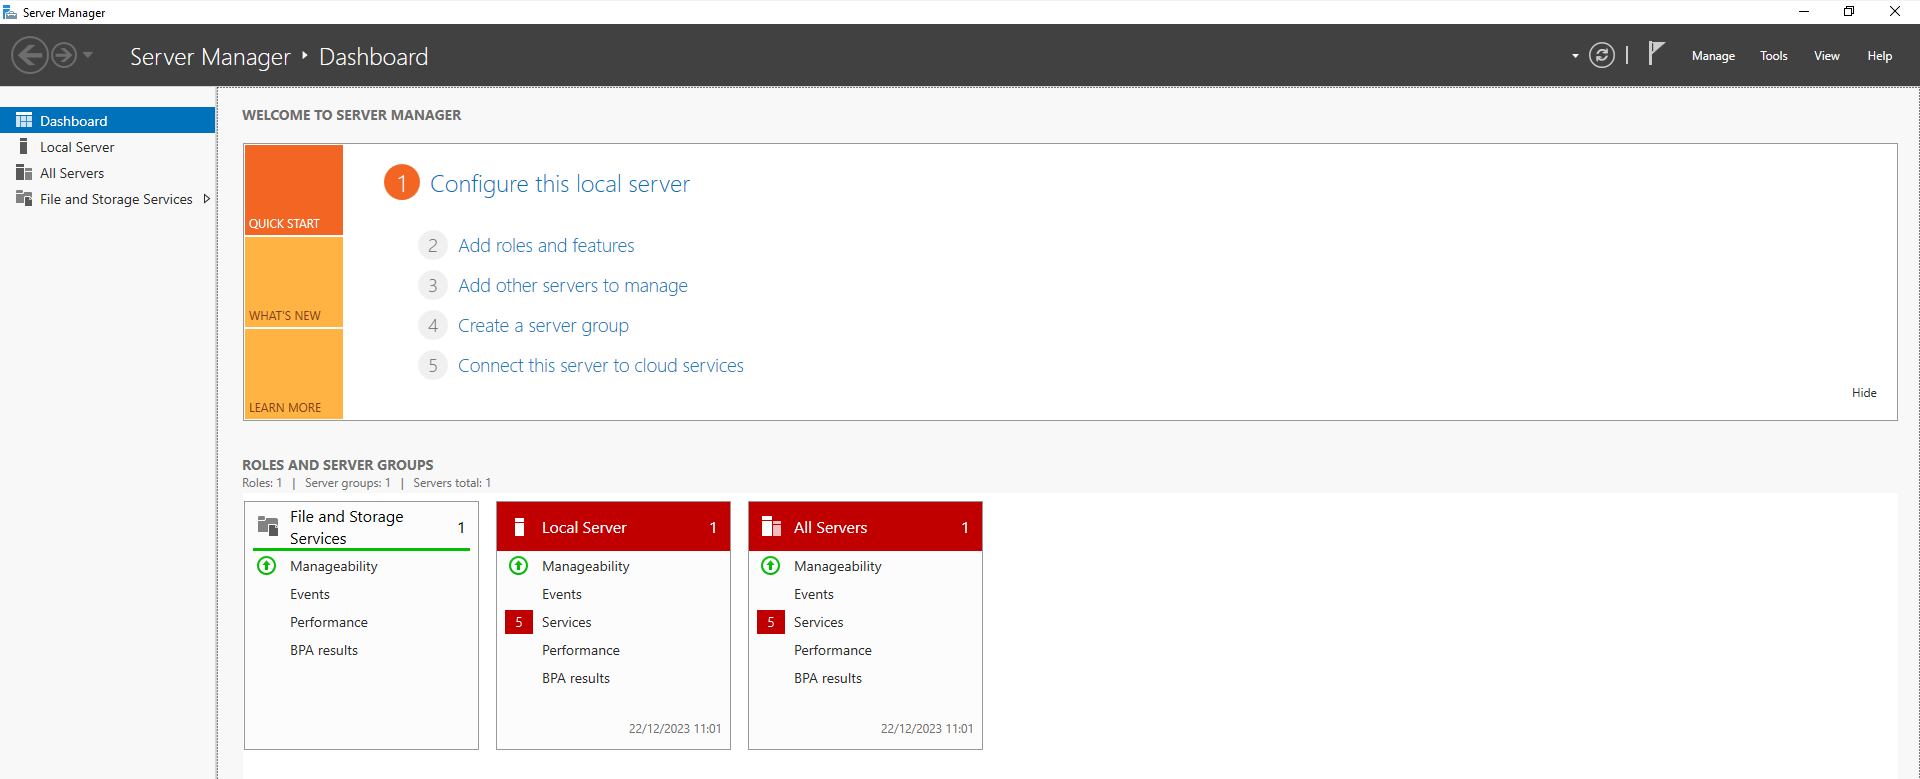 Server Manager
Server Manager ‣ Dashboard
Manage Tools View Help
Dashboard
Local Server
All Servers
File and Storage Services
WELCOME TO SERVER MANAGER
QUICK START
WHAT'S NEW
LEARN MORE
1 Configure this local server
2 Add roles and features
3 Add other servers to manage
4 Create a server group
5 Connect this server to cloud services
Hide
ROLES AND SERVER GROUPS
Roles: 1 | Server groups: 1 | Servers total: 1
File and Storage
Services 1
Manageability
Events
Performance
BPA results
Local Server 1
Manageability
Events
5 Services
Performance
BPA results
22/12/2023 11:01
All Servers 1
Manageability
Events
5 Services
Performance
BPA results
22/12/2023 11:01